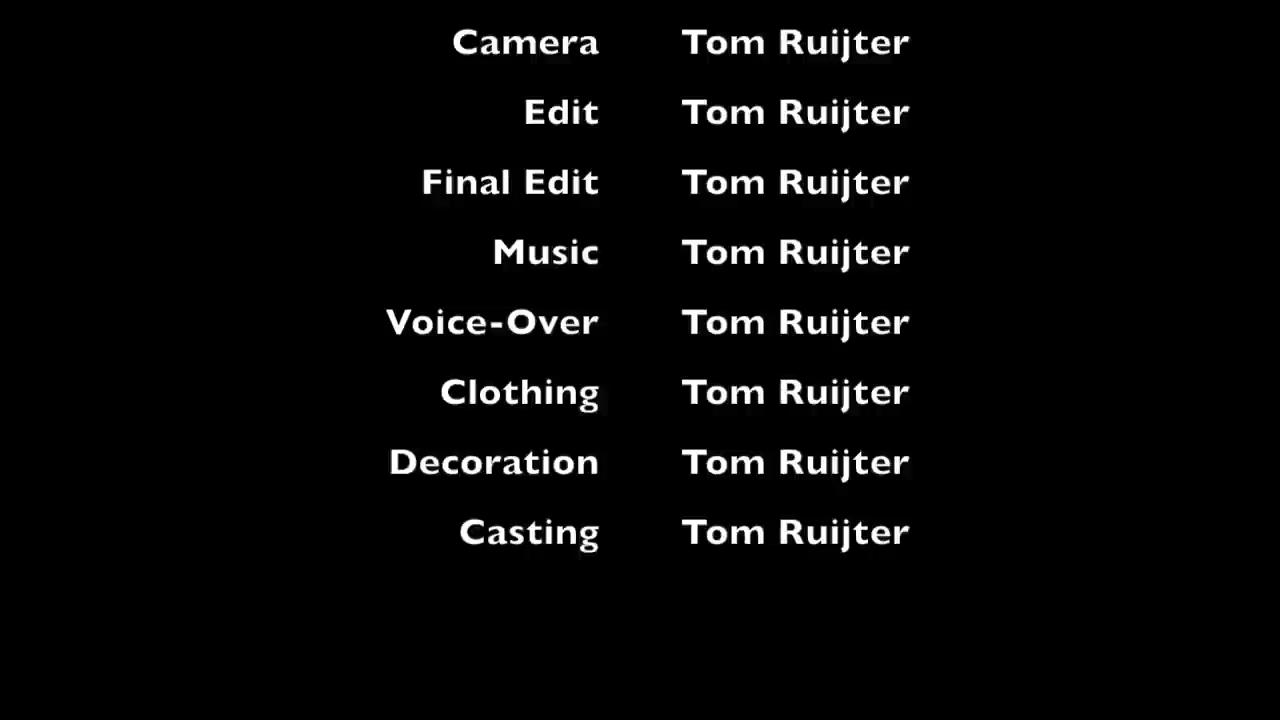 Camera Tom Ruijter
Edit Tom Ruijter
Final Edit Tom Ruijter
Music Tom Ruijter
Voice-Over Tom Ruijter
Clothing Tom Ruijter
Decoration Tom Ruijter
Casting Tom Ruijter